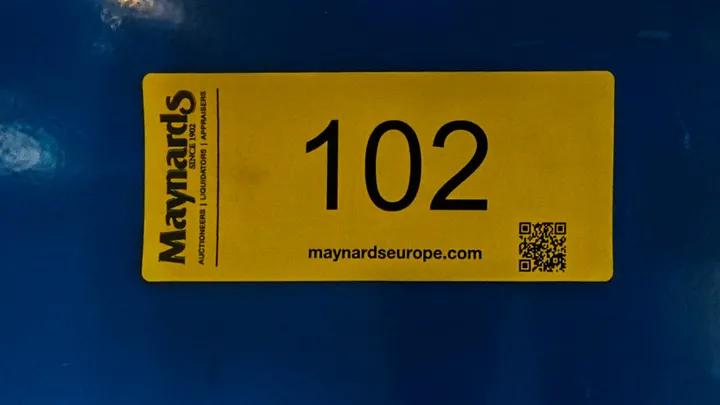 Maynards
SINCE 1902
AUCTIONEERS | LIQUIDATORS | APPRAISERS
102
maynardseurope.com